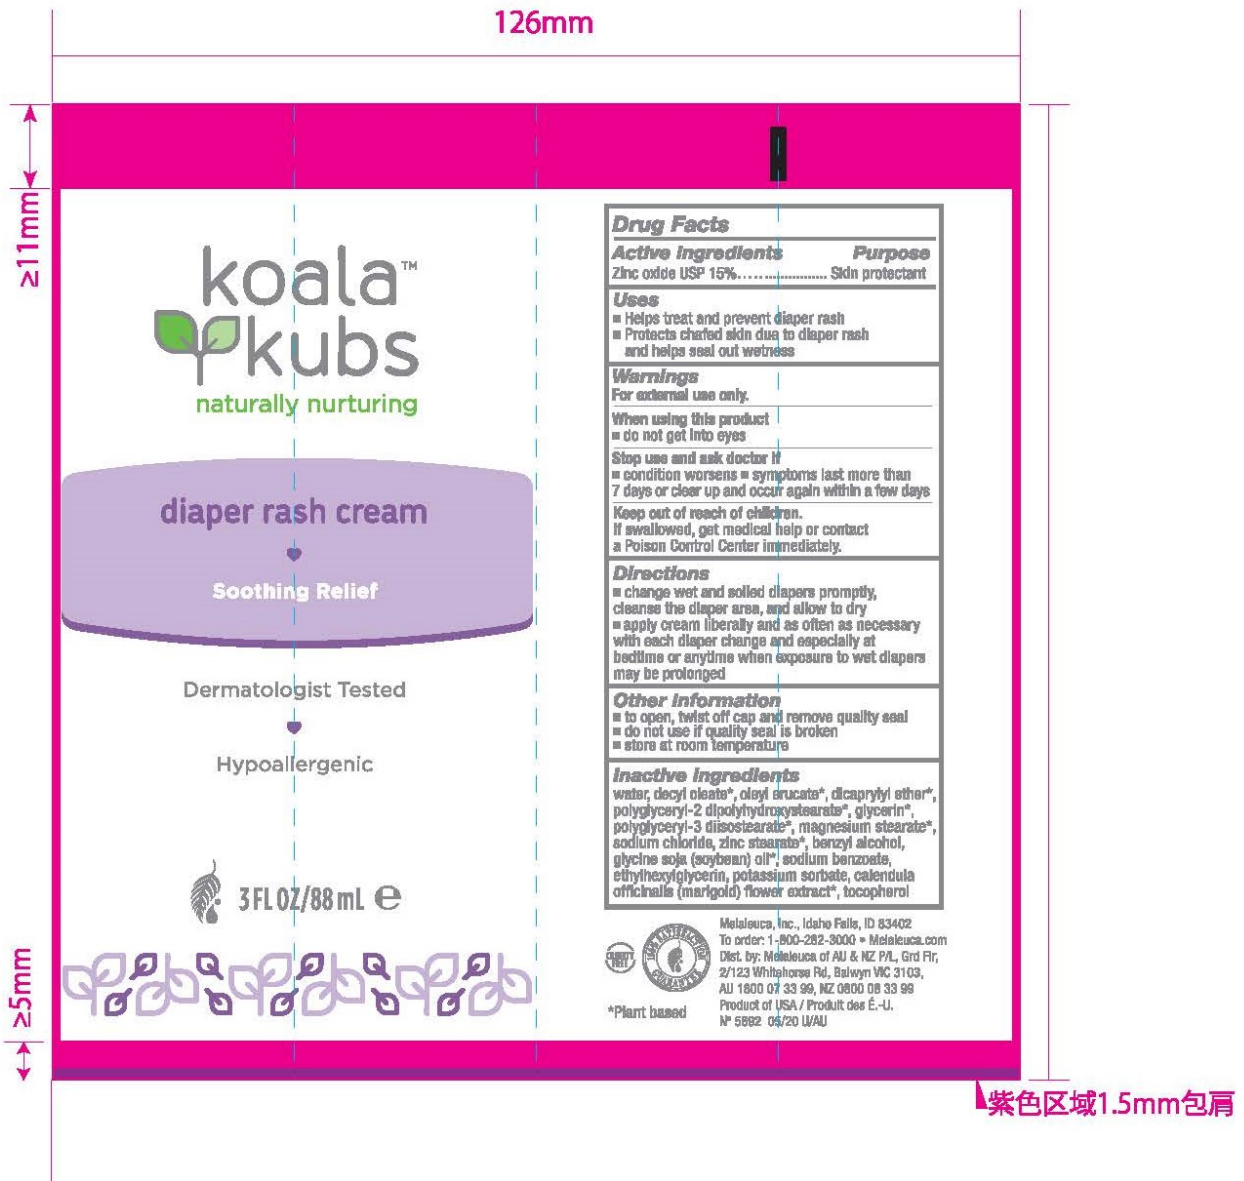 126mm
≥11mm
≥5mm
koala™
kubs
naturally nurturing
diaper rash cream
Soothing Relief
Dermatologist Tested
Hypoallergenic
3 FL OZ/88 mL ℮
Drug Facts
Active Ingredients Purpose
Zinc oxide USP 15%..................... Skin protectant
Uses
■ Helps treat and prevent diaper rash
■ Protects chafed skin due to diaper rash
and helps seal out wetness
Warnings
For external use only.
When using this product
■ do not get into eyes
Stop use and ask doctor if
■ condition worsens ■ symptoms last more than
7 days or clear up and occur again within a few days
Keep out of reach of children.
If swallowed, get medical help or contact
a Poison Control Center immediately.
Directions
■ change wet and soiled diapers promptly,
cleanse the diaper area, and allow to dry
■ apply cream liberally and as often as necessary
with each diaper change and especially at
bedtime or anytime when exposure to wet diapers
may be prolonged
Other Information
■ to open, twist off cap and remove quality seal
■ do not use if quality seal is broken
■ store at room temperature
Inactive Ingredients
water, decyl oleate*, oleyl erucate*, dicaprylyl ether*,
polyglyceryl-2 dipolyhydroxystearate*, glycerin*,
polyglyceryl-3 diisostearate*, magnesium stearate*,
sodium chloride, zinc stearate*, benzyl alcohol,
glycine soja (soybean) oil*, sodium benzoate,
ethylhexylglycerin, potassium sorbate, calendula
officinalis (marigold) flower extract*, tocopherol
CRUELTY
FREE
100% SATISFACTION
GUARANTEE
*Plant based
Melaleuca, Inc., Idaho Falls, ID 83402
To order: 1-800-282-3000 • Melaleuca.com
Dist. by: Melaleuca of AU & NZ P/L, Grd Flr,
2/123 Whitehorse Rd, Balwyn VIC 3103,
AU 1800 07 33 99, NZ 0800 08 33 99
Product of USA / Produit des É.-U.
Nº 5692 05/20 U/AU
紫色区域1.5mm包肩